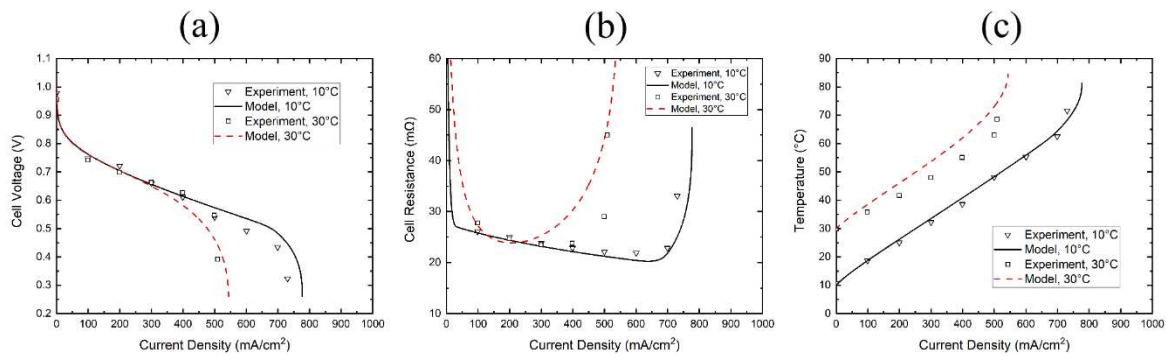 (a)
1.1
1.0
0.9
0.8
0.7
0.6
0.5
0.4
0.3
0.2
Cell Voltage (V)
Experiment, 10°C
Model, 10°C
Experiment, 30°C
Model, 30°C
0 100 200 300 400 500 600 700 800 900 1000
Current Density (mA/cm²)
(b)
60
50
40
30
20
10
Cell Resistance (mΩ)
Experiment, 10°C
Model, 10°C
Experiment, 30°C
Model, 30°C
0 100 200 300 400 500 600 700 800 900 1000
Current Density (mA/cm²)
(c)
90
80
70
60
50
40
30
20
10
0
Temperature (°C)
Experiment, 10°C
Model, 10°C
Experiment, 30°C
Model, 30°C
0 100 200 300 400 500 600 700 800 900 1000
Current Density (mA/cm²)